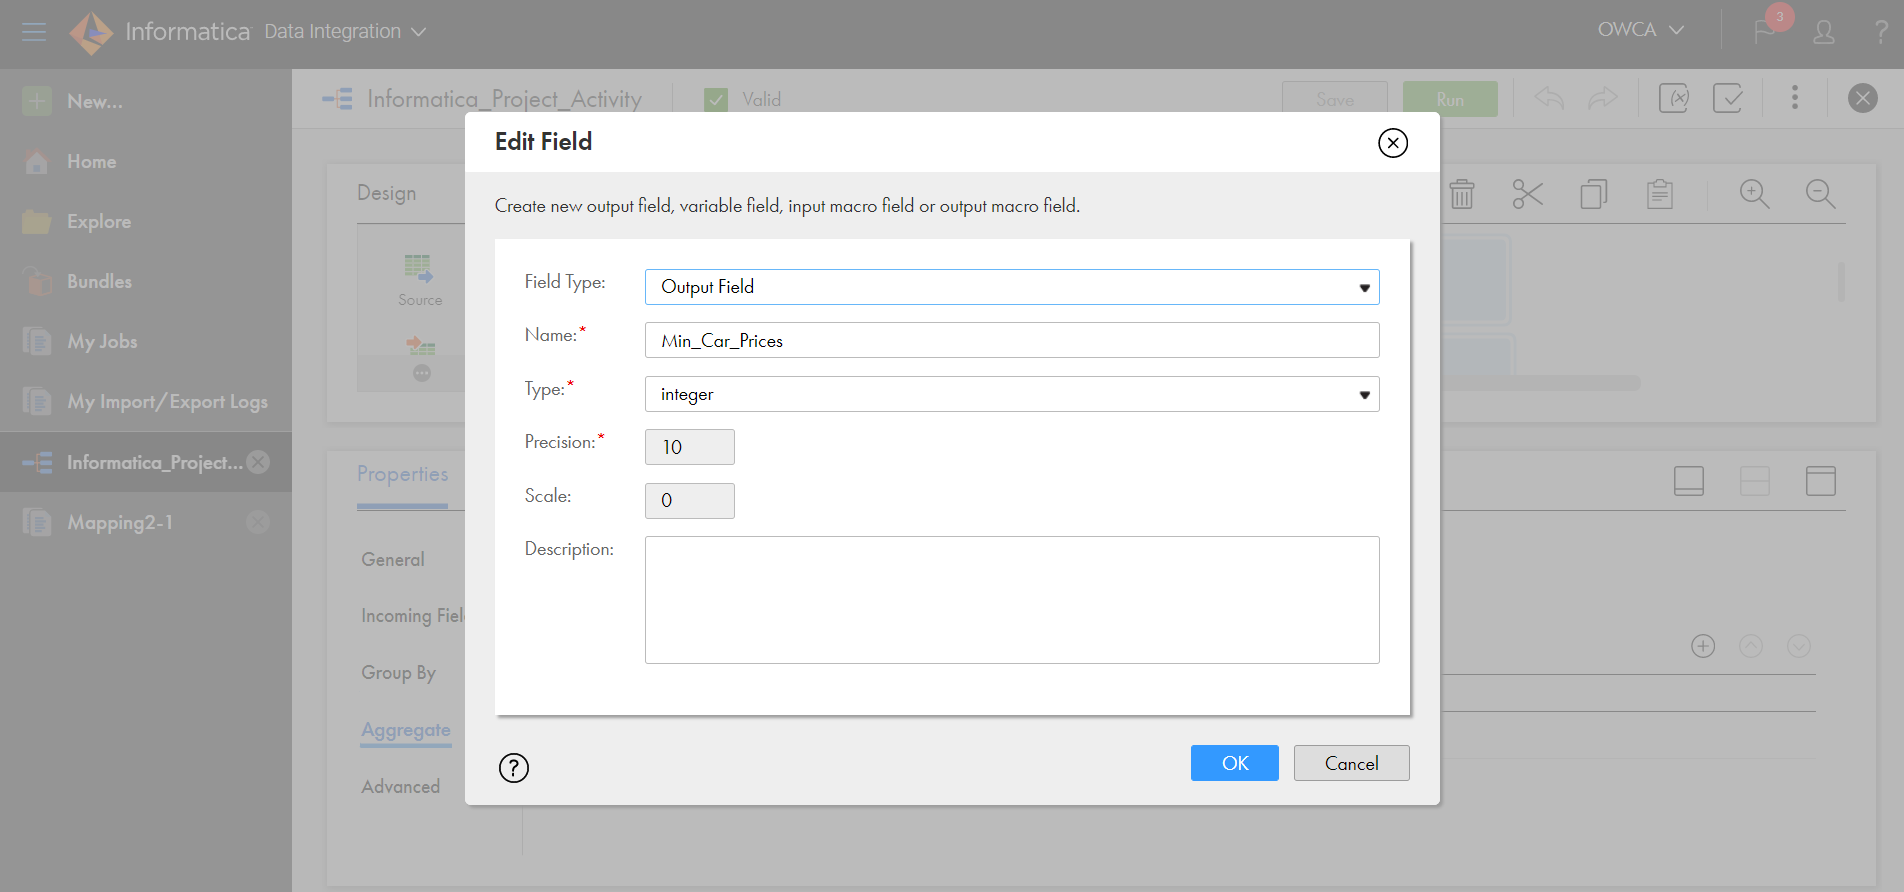 Informatica Data Integration
OWCA
3
?
New...
Home
Explore
Bundles
My Jobs
My Import/Export Logs
Informatica_Project...
Mapping2-1
Informatica_Project_Activity
Valid
Save
Run
Design
Source
Properties
General
Incoming Fiel
Group By
Aggregate
Advanced
Edit Field
Create new output field, variable field, input macro field or output macro field.
Field Type: Output Field
Name:* Min_Car_Prices
Type:* integer
Precision:* 10
Scale: 0
Description:
?
OK
Cancel